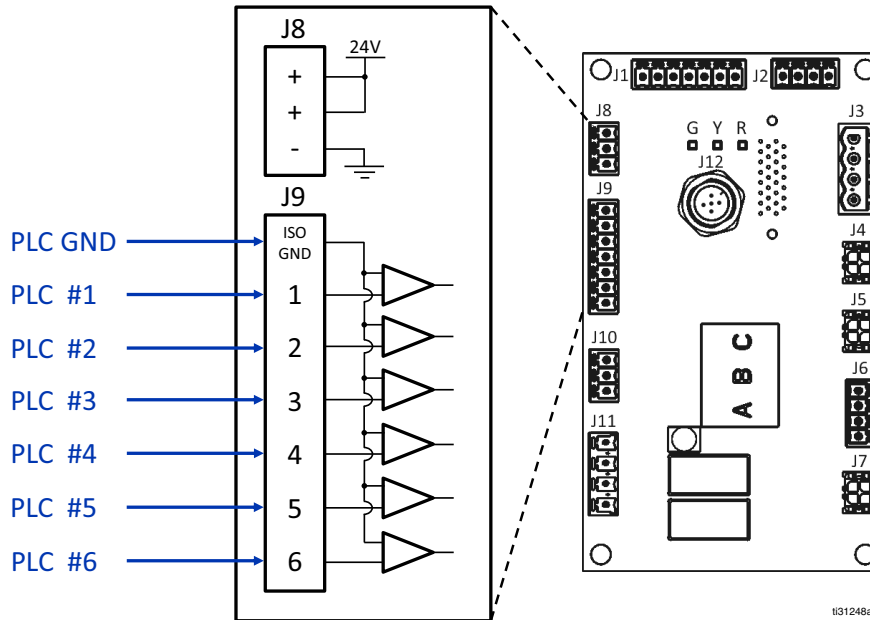 J8
24V
+
+
-
J9
PLC GND
ISO
GND
PLC #1
1
PLC #2
2
PLC #3
3
PLC #4
4
PLC #5
5
PLC #6
6
J1
J2
J8
G Y R
J3
J12
J9
J4
J5
J10
A B C
J6
J11
J7
ti31248a